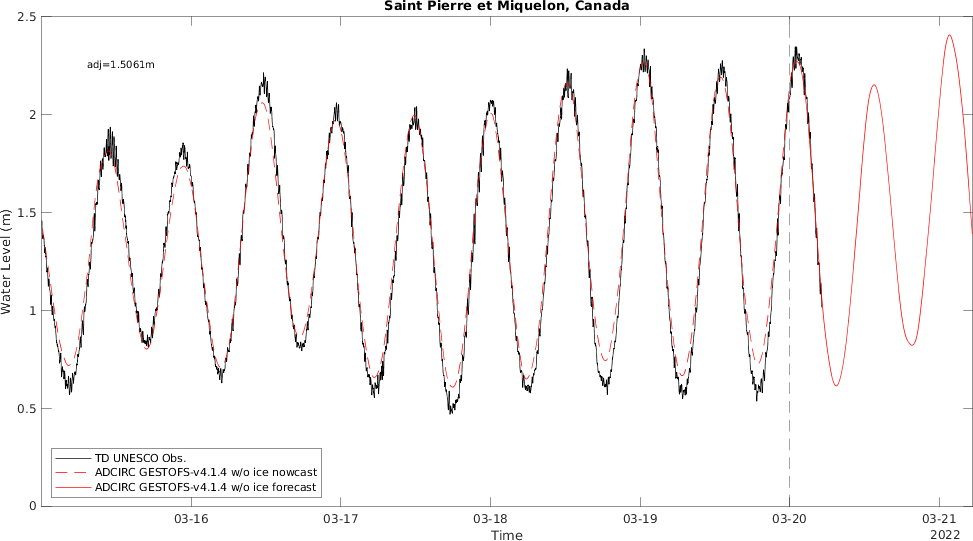 Saint Pierre et Miquelon, Canada
2.5
adj=1.5061m
2
1.5
Water Level (m)
1
0.5
TD UNESCO Obs.
ADCIRC GESTOFS-v4.1.4 w/o ice nowcast
ADCIRC GESTOFS-v4.1.4 w/o ice forecast
0
03-16
03-17
03-18
03-19
03-20
03-21
Time
2022